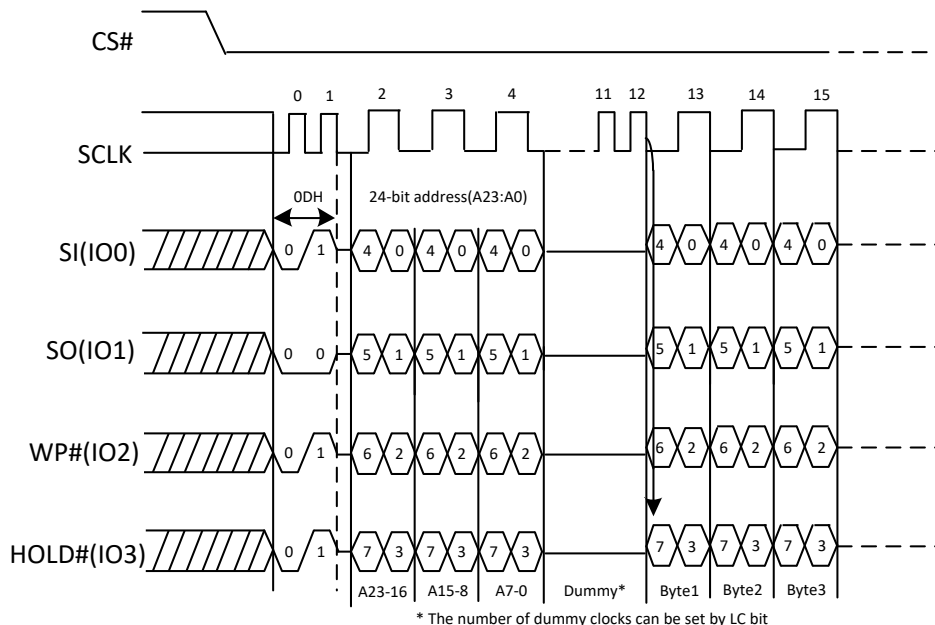 CS#
0 1 2 3 4 11 12 13 14 15
SCLK
0DH 24-bit address(A23:A0)
SI(IO0) 0 1 4 0 4 0 4 0 4 0 4 0 4 0
SO(IO1) 0 0 5 1 5 1 5 1 5 1 5 1 5 1
WP#(IO2) 0 1 6 2 6 2 6 2 6 2 6 2 6 2
HOLD#(IO3) 0 1 7 3 7 3 7 3 7 3 7 3 7 3
A23-16 A15-8 A7-0 Dummy* Byte1 Byte2 Byte3
* The number of dummy clocks can be set by LC bit